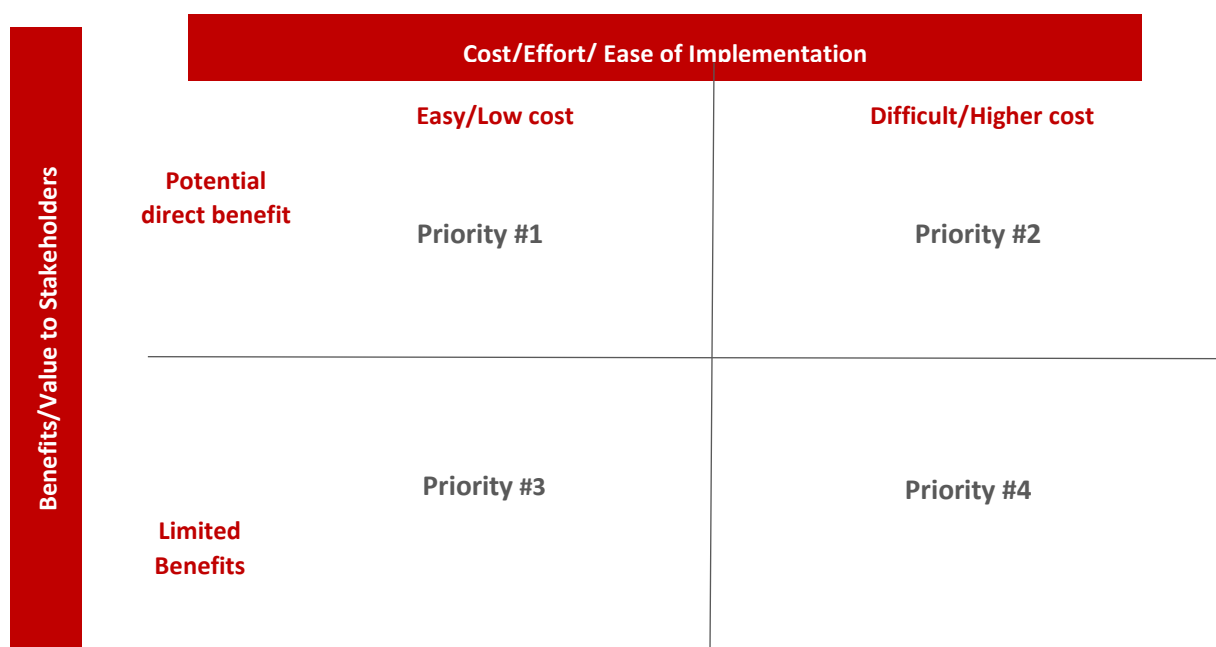 Cost/Effort/ Ease of Implementation
Benefits/Value to Stakeholders
Easy/Low cost
Difficult/Higher cost
Potential
direct benefit
Priority #1
Priority #2
Priority #3
Priority #4
Limited
Benefits